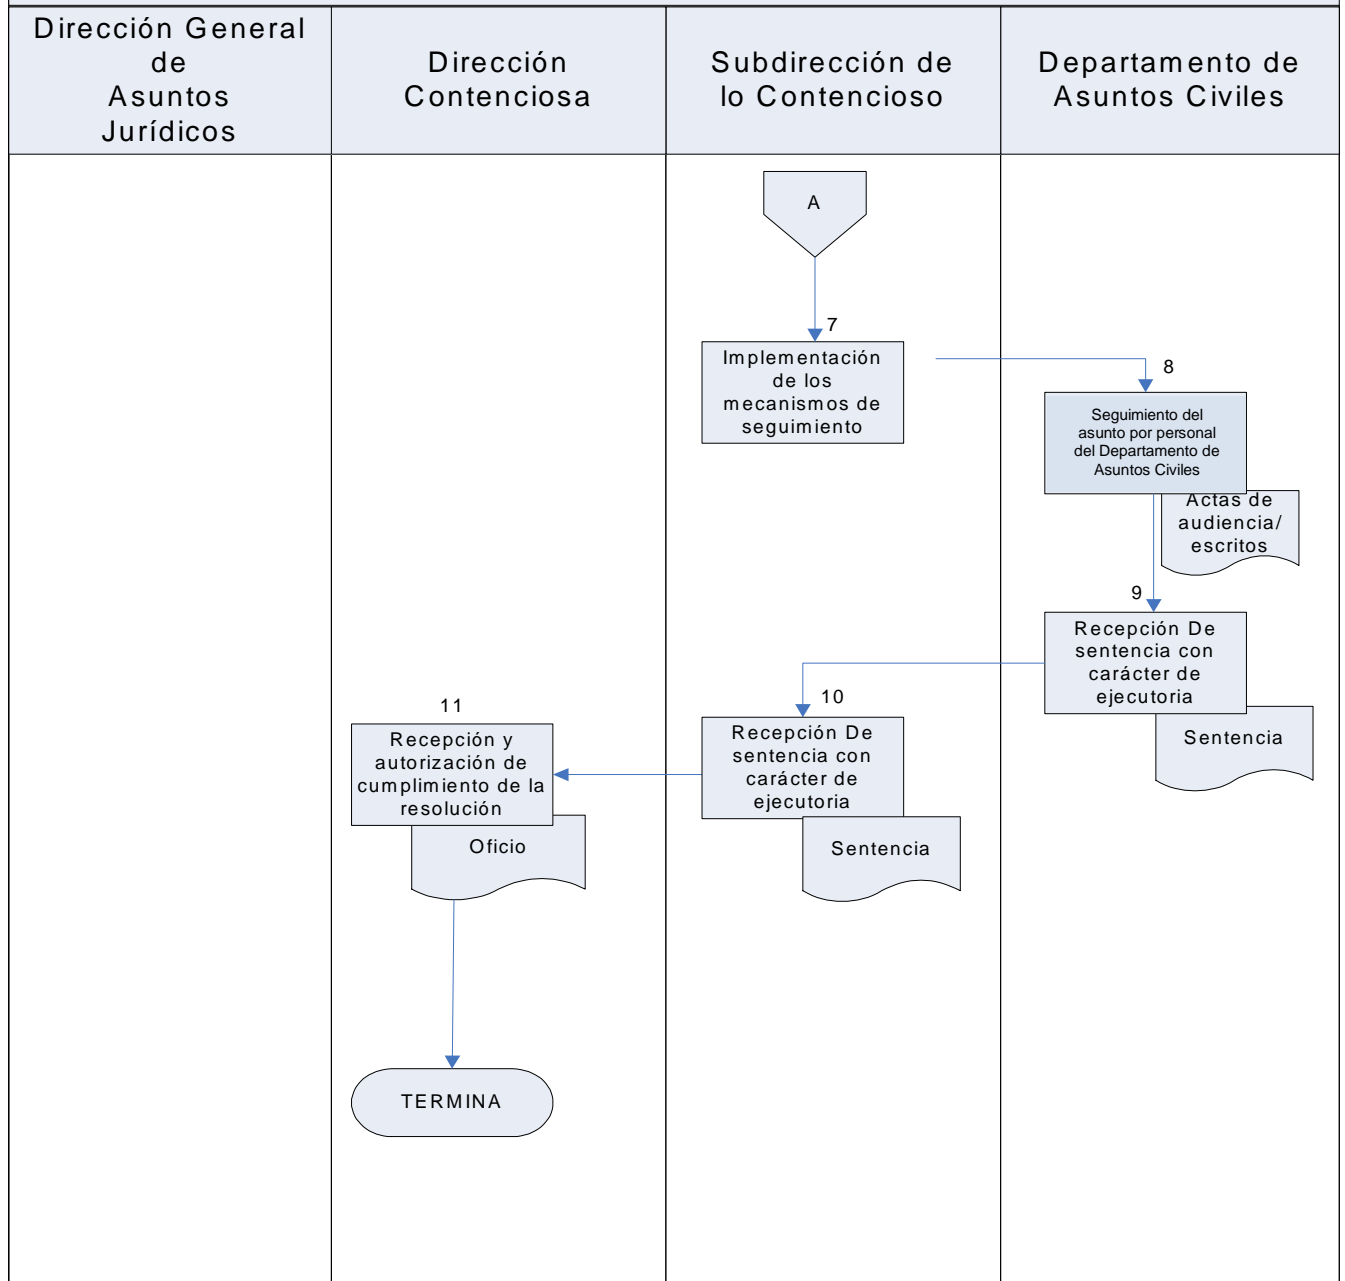 Dirección General
de
Asuntos
Jurídicos
Dirección
Contenciosa
Subdirección de
lo Contencioso
Departamento de
Asuntos Civiles
A
7
Implementación
de los
mecanismos de
seguimiento
8
Seguimiento del
asunto por personal
del Departamento de
Asuntos Civiles
Actas de
audiencia/
escritos
9
Recepción De
sentencia con
carácter de
ejecutoria
Sentencia
10
Recepción De
sentencia con
carácter de
ejecutoria
Sentencia
11
Recepción y
autorización de
cumplimiento de la
resolución
Oficio
TERMINA